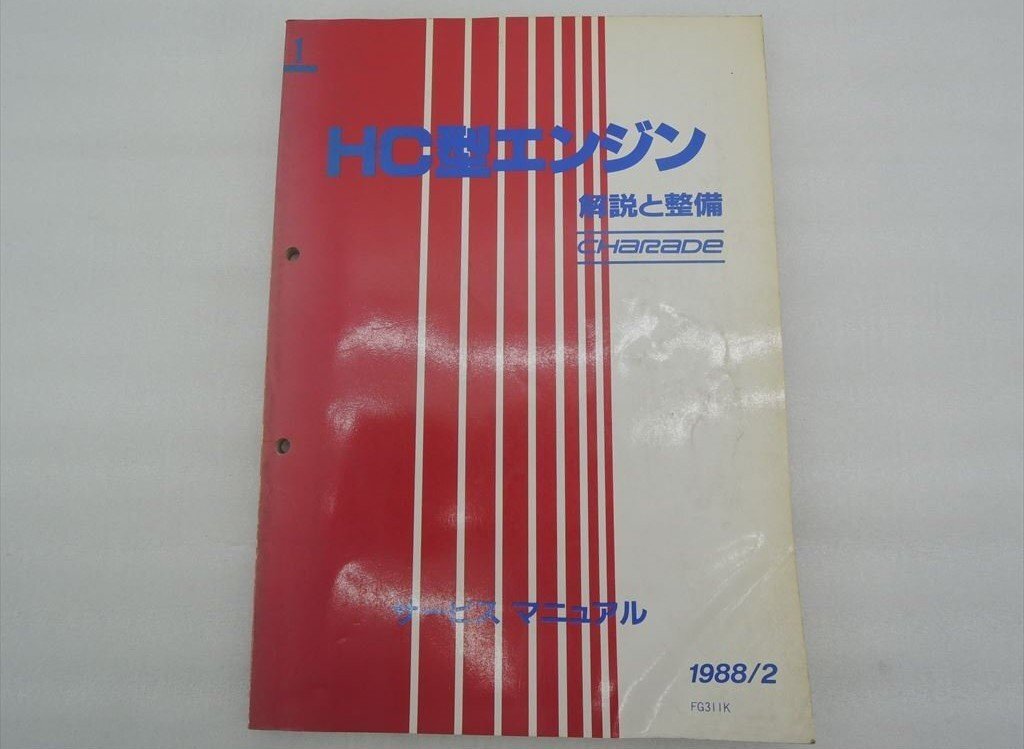 1
HC型エンジン
解説と整備
CHARADE
サービス マニュアル
1988/2
FG311K